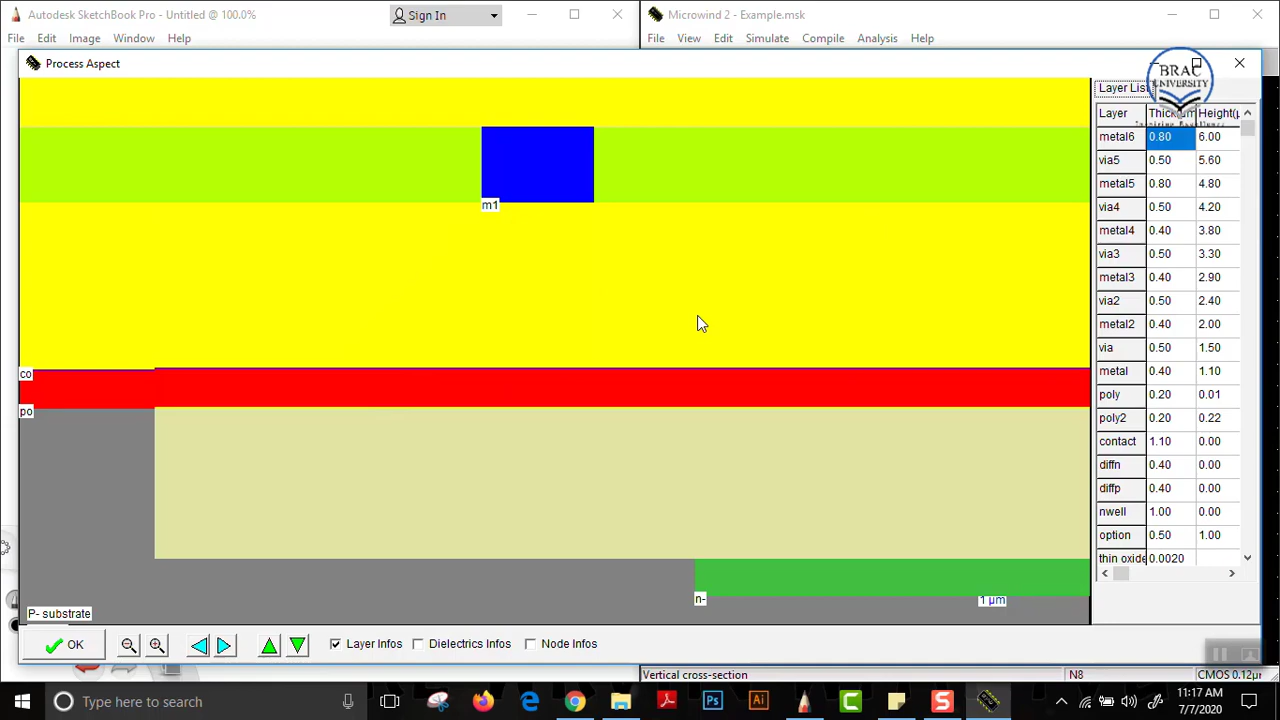 Autodesk SketchBook Pro - Untitled @ 100.0%
Sign In
File Edit Image Window Help
Microwind 2 - Example.msk
File View Edit Simulate Compile Analysis Help
Process Aspect
BRAC
UNIVERSITY
Inspiring Excellence
Layer List
Layer Thickn Height(µ
metal6 0.80 6.00
via5 0.50 5.60
metal5 0.80 4.80
via4 0.50 4.20
metal4 0.40 3.80
via3 0.50 3.30
metal3 0.40 2.90
via2 0.50 2.40
metal2 0.40 2.00
via 0.50 1.50
metal 0.40 1.10
poly 0.20 0.01
poly2 0.20 0.22
contact 1.10 0.00
diffn 0.40 0.00
diffp 0.40 0.00
nwell 1.00 0.00
option 0.50 1.00
thin oxide 0.0020
m1
co
po
n-
1 µm
P- substrate
OK
Layer Infos Dielectrics Infos Node Infos
Vertical cross-section N8 CMOS 0.12µ
Type here to search
11:17 AM
7/7/2020